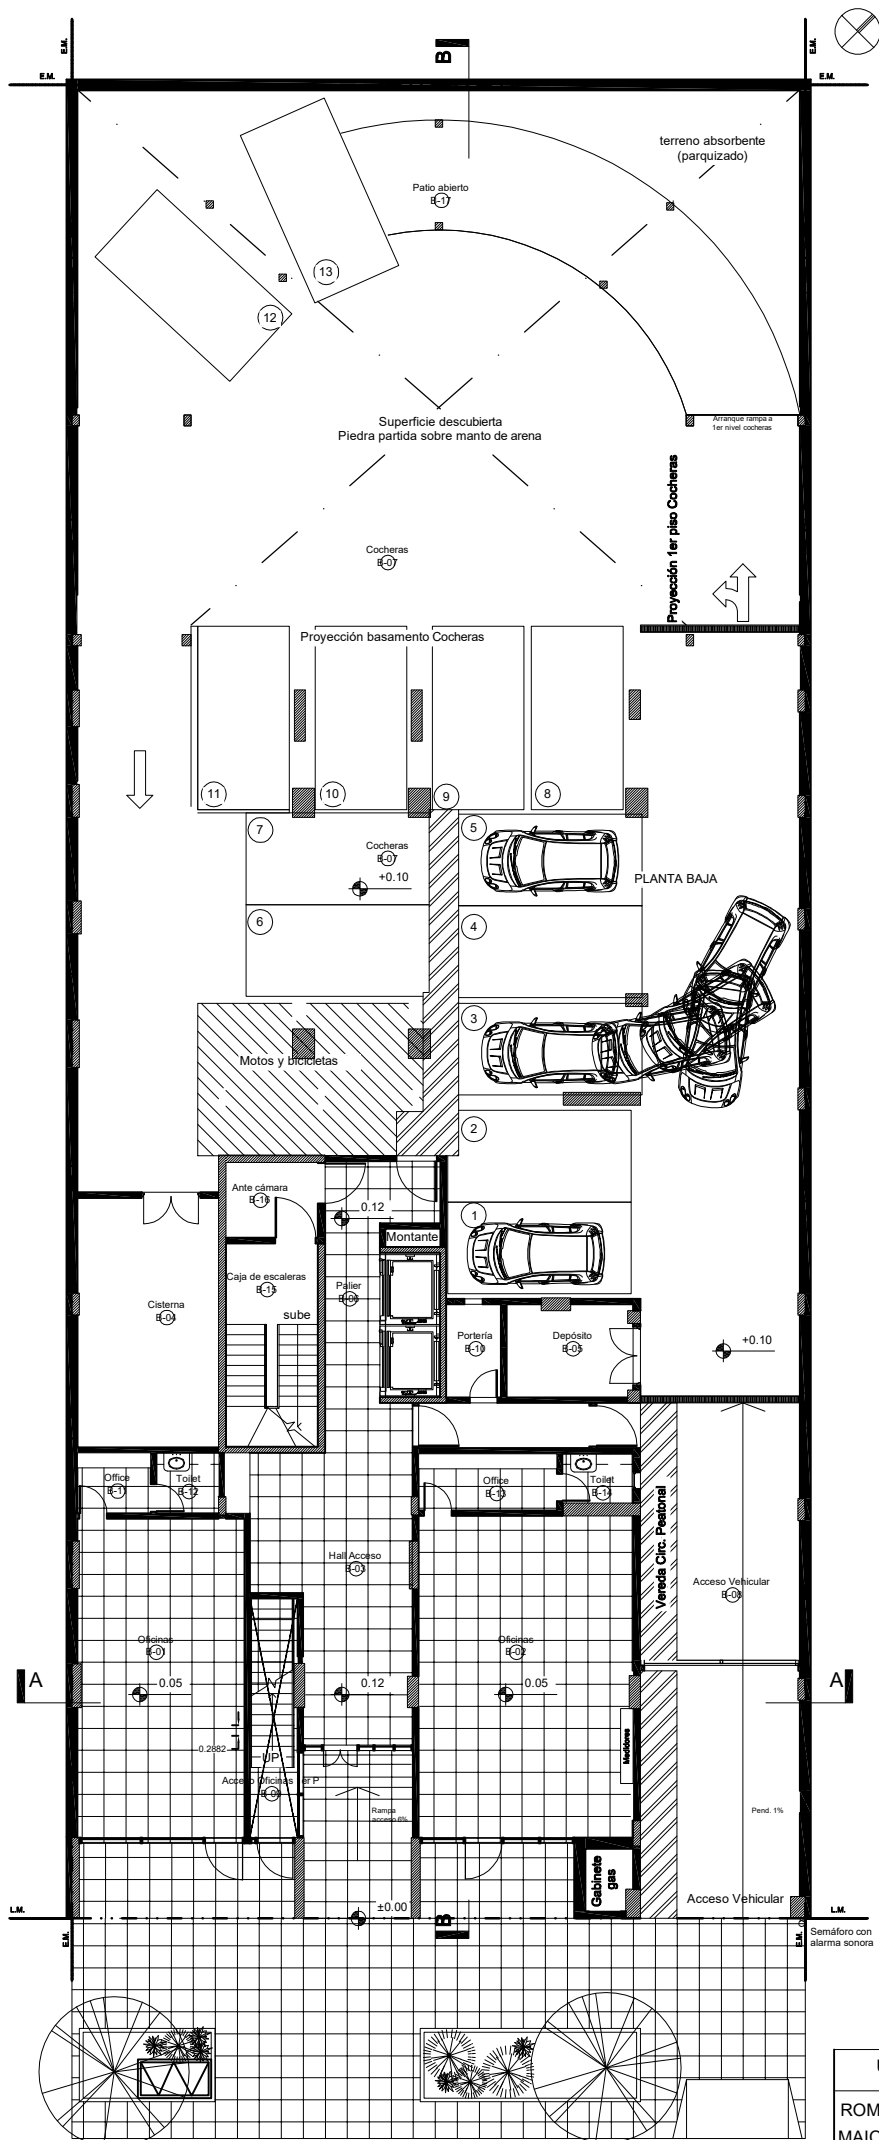 E.M.
E.M.
E.M.
E.M.
B
terreno absorbente
(parquizado)
Patio abierto
B-17
13
12
Superficie descubierta
Piedra partida sobre manto de arena
Arranque rampa a
1er nivel cocheras
Proyección 1er piso Cocheras
Cocheras
B-07
Proyección basamento Cocheras
11
10
9
8
7
5
Cocheras
B-07
+0.10
PLANTA BAJA
6
4
3
Motos y bicicletas
2
Ante cámara
B-16
0.12
1
Montante
Caja de escaleras
B-15
Palier
B-06
sube
Cisterna
B-04
Portería
B-10
Depósito
B-05
+0.10
Office
B-11
Toilet
B-12
Office
B-13
Toilet
B-14
Vereda Circ. Peatonal
Hall Acceso
B-03
Acceso Vehicular
B-08
Oficinas
B-01
Oficinas
B-02
A
0.05
0.12
0.05
A
0.2882
UP
Medidores
Acceso Oficinas 1er P
B-09
Rampa
acceso 6%
Pend. 1%
Gabinete
gas
Acceso Vehicular
L.M.
±0.00
B
L.M.
E.M.
E.M.
Semáforo con
alarma sonora
U
ROM
MAIO